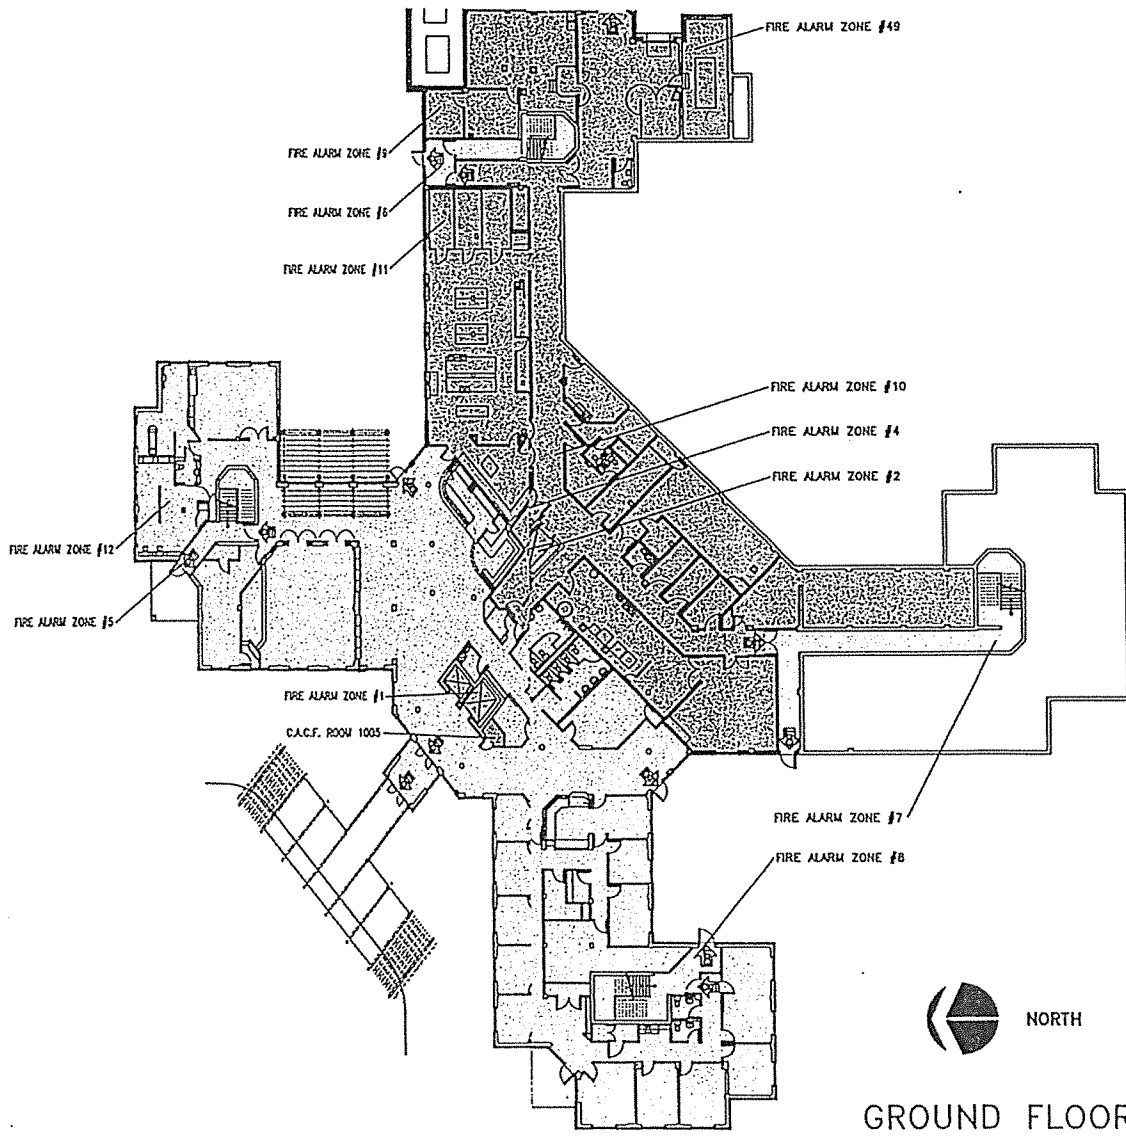 FIRE ALARM ZONE #49
FIRE ALARM ZONE #9
FIRE ALARM ZONE #6
FIRE ALARM ZONE #11
FIRE ALARM ZONE #10
FIRE ALARM ZONE #4
FIRE ALARM ZONE #2
FIRE ALARM ZONE #12
FIRE ALARM ZONE #5
FIRE ALARM ZONE #1
C.A.C.F. ROOM 1005
FIRE ALARM ZONE #7
FIRE ALARM ZONE #8
NORTH
GROUND FLOOR